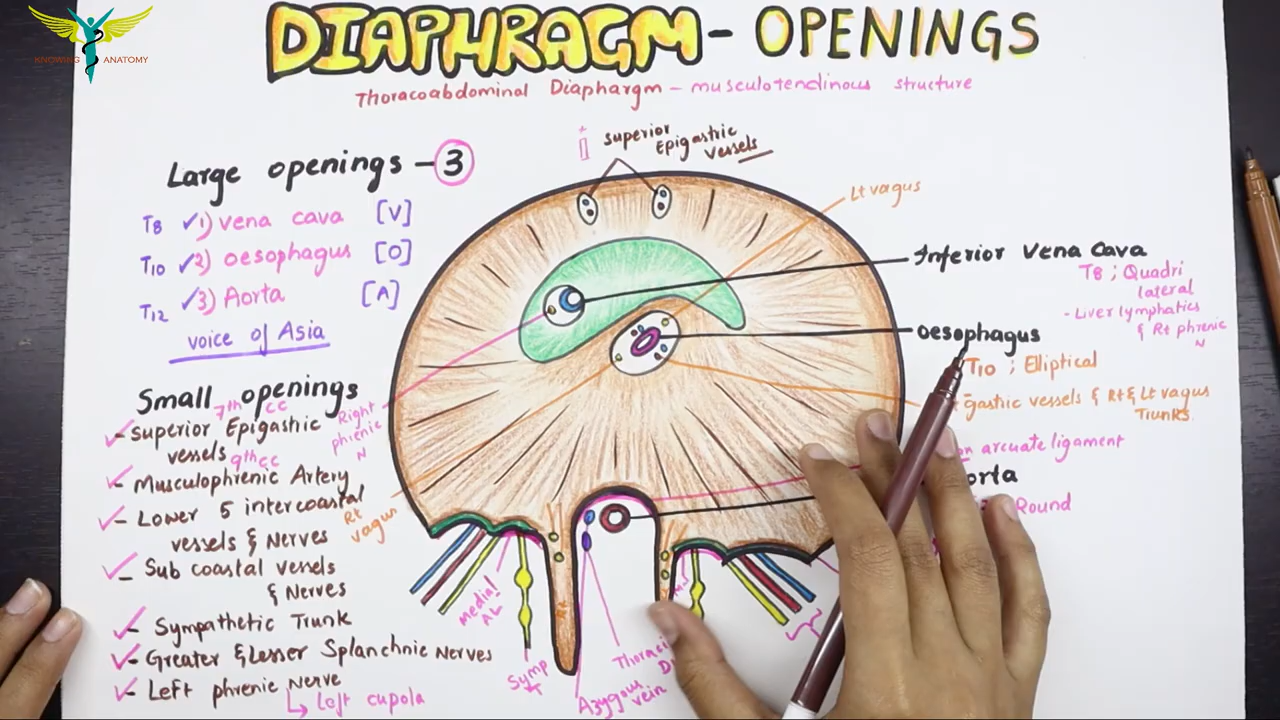 KNOWING ANATOMY
DIAPHRAGM - OPENINGS
Thoracoabdominal Diaphargm - musculotendinous structure
Large openings - 3
T8 ✓1) vena cava [V]
T10 ✓2) oesophagus [O]
T12 ✓3) Aorta [A]
voice of Asia
Small openings
7th CC
- Superior Epigastric
vessels
9th CC
- Musculophrenic Artery
- Lower 5 intercoastal
vessels & Nerves
- Sub coastal vessels
& Nerves
- Sympathetic Trunk
- Greater & Lesser Splanchnic Nerves
- Left phrenic Nerve
↳ left cupola
superior
Epigastric
vessels
Lt vagus
Inferior Vena Cava
T8 ; Quadri
lateral
- Liver lymphatics
& Rt phrenic
N
oesophagus
T10 ; Elliptical
gastric vessels & Rt & Lt vagus
Trunks.
arcuate ligament
orta
Round
Right
phrenic
N
Rt
vagus
Medial
AL
Symp
T
Azygous
vein
Thoraci
D